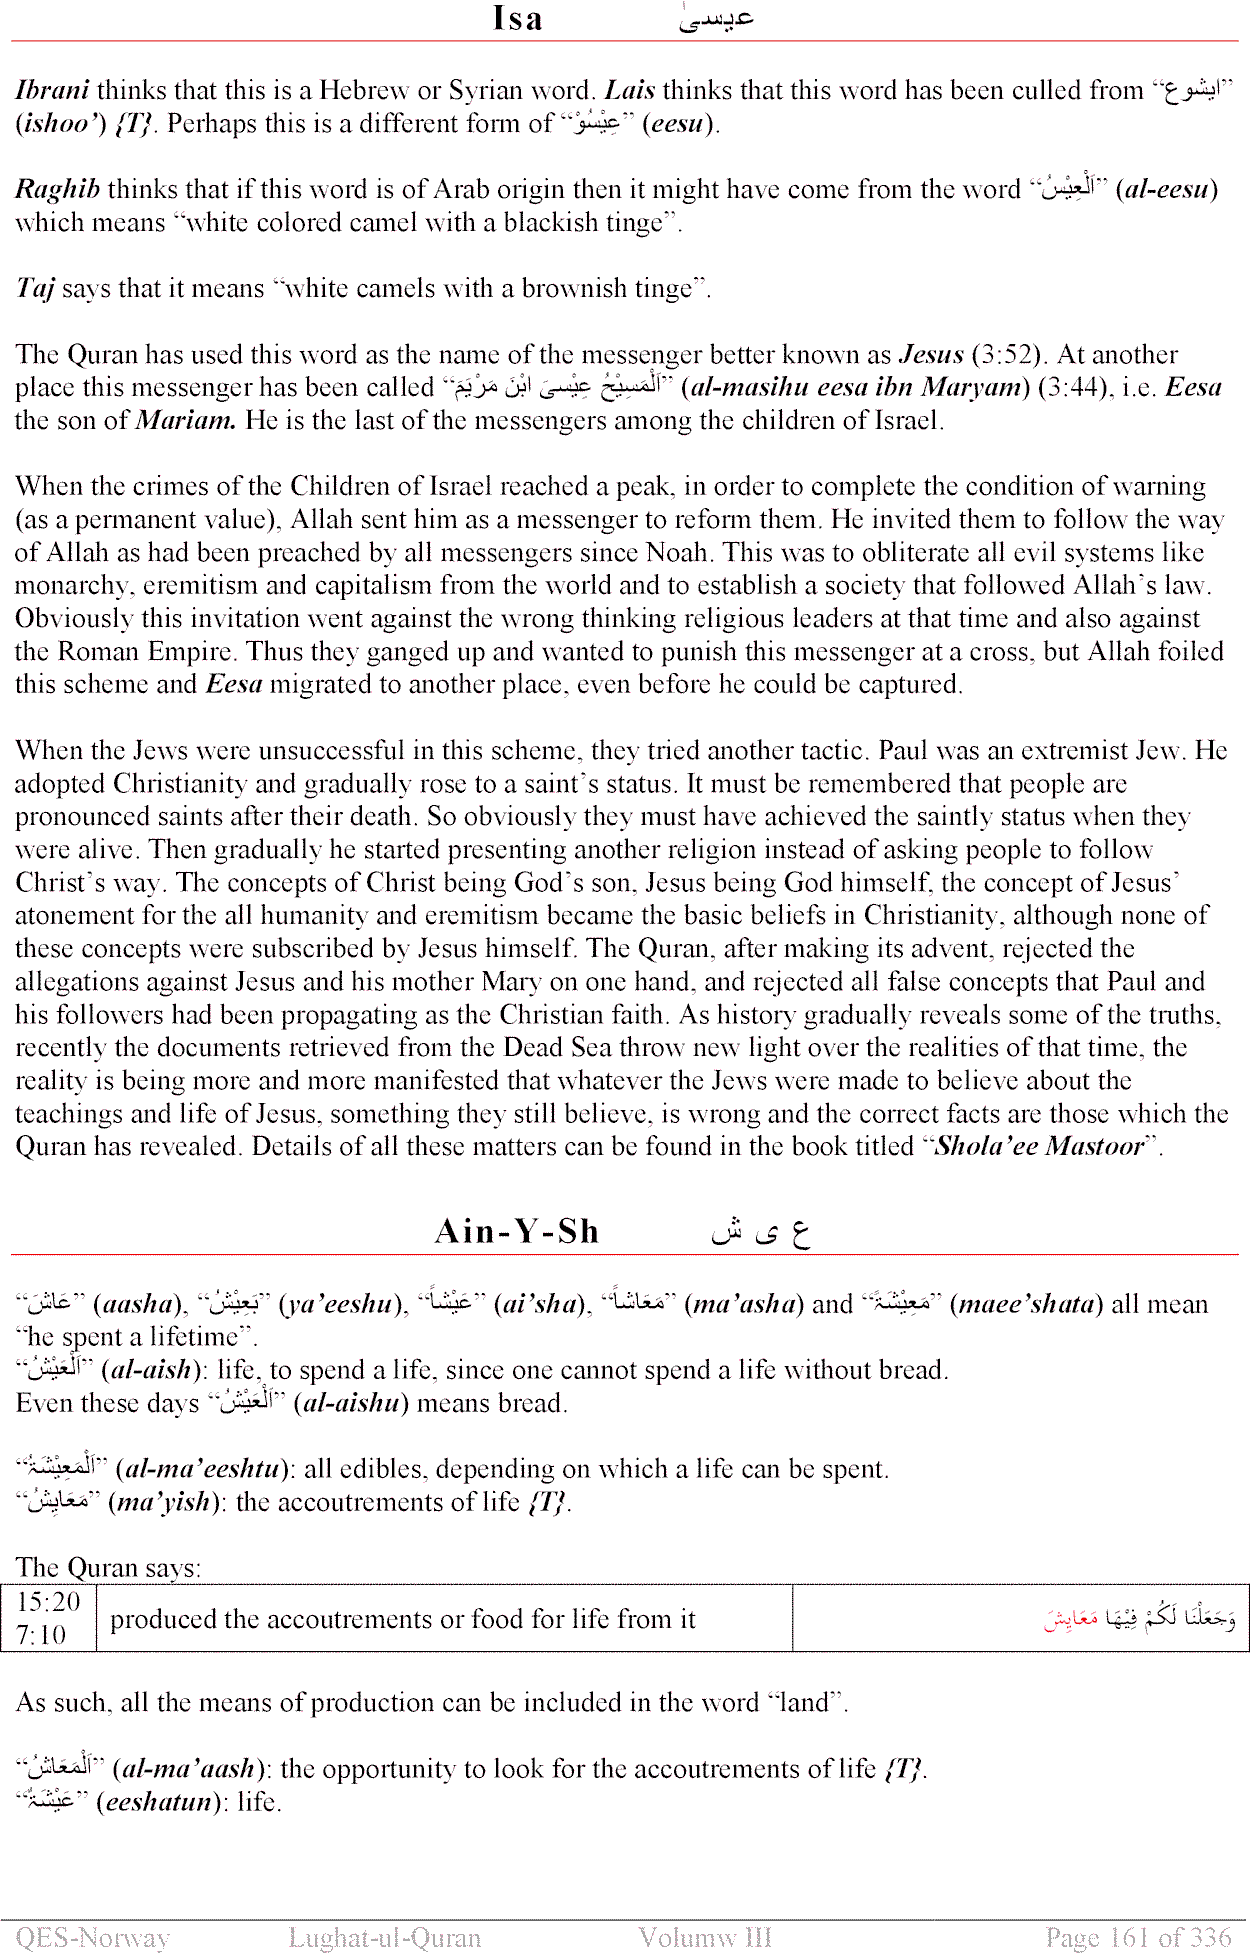 Isa عيسىٰ
Ibrani thinks that this is a Hebrew or Syrian word. Lais thinks that this word has been culled from “ايشوع”
(ishoo’) {T}. Perhaps this is a different form of “عِيْسُوْ” (eesu).
Raghib thinks that if this word is of Arab origin then it might have come from the word “اَلْعِيْسُ” (al-eesu)
which means “white colored camel with a blackish tinge”.
Taj says that it means “white camels with a brownish tinge”.
The Quran has used this word as the name of the messenger better known as Jesus (3:52). At another
place this messenger has been called “اَلْمَسِيْحُ عِيْسىَ ابْنَ مَرْيَمَ” (al-masihu eesa ibn Maryam) (3:44), i.e. Eesa
the son of Mariam. He is the last of the messengers among the children of Israel.
When the crimes of the Children of Israel reached a peak, in order to complete the condition of warning
(as a permanent value), Allah sent him as a messenger to reform them. He invited them to follow the way
of Allah as had been preached by all messengers since Noah. This was to obliterate all evil systems like
monarchy, eremitism and capitalism from the world and to establish a society that followed Allah’s law.
Obviously this invitation went against the wrong thinking religious leaders at that time and also against
the Roman Empire. Thus they ganged up and wanted to punish this messenger at a cross, but Allah foiled
this scheme and Eesa migrated to another place, even before he could be captured.
When the Jews were unsuccessful in this scheme, they tried another tactic. Paul was an extremist Jew. He
adopted Christianity and gradually rose to a saint’s status. It must be remembered that people are
pronounced saints after their death. So obviously they must have achieved the saintly status when they
were alive. Then gradually he started presenting another religion instead of asking people to follow
Christ’s way. The concepts of Christ being God’s son, Jesus being God himself, the concept of Jesus’
atonement for the all humanity and eremitism became the basic beliefs in Christianity, although none of
these concepts were subscribed by Jesus himself. The Quran, after making its advent, rejected the
allegations against Jesus and his mother Mary on one hand, and rejected all false concepts that Paul and
his followers had been propagating as the Christian faith. As history gradually reveals some of the truths,
recently the documents retrieved from the Dead Sea throw new light over the realities of that time, the
reality is being more and more manifested that whatever the Jews were made to believe about the
teachings and life of Jesus, something they still believe, is wrong and the correct facts are those which the
Quran has revealed. Details of all these matters can be found in the book titled “Shola’ee Mastoor”.
Ain-Y-Sh ع ى ش
“عَاشَ” (aasha), “يَعِيْشُ” (ya’eeshu), “عَيْشاً” (ai’sha), “مَعَاشاً” (ma’asha) and “مَعِيْشَةً” (maee’shata) all mean
“he spent a lifetime”.
“اَلْعَيْشُ” (al-aish): life, to spend a life, since one cannot spend a life without bread.
Even these days “اَلْعَيْشُ” (al-aishu) means bread.
“اَلْمَعِيْشَةُ” (al-ma’eeshtu): all edibles, depending on which a life can be spent.
“مَعَايِشُ” (ma’yish): the accoutrements of life {T}.
The Quran says:
15:20
7:10 produced the accoutrements or food for life from it وَجَعَلْنَا لَكُمْ فِيْهَا مَعَايِشَ
As such, all the means of production can be included in the word “land”.
“اَلْمَعَاشُ” (al-ma’aash): the opportunity to look for the accoutrements of life {T}.
“عَيْشَةٌ” (eeshatun): life.
QES-Norway Lughat-ul-Quran Volumw III Page 161 of 336